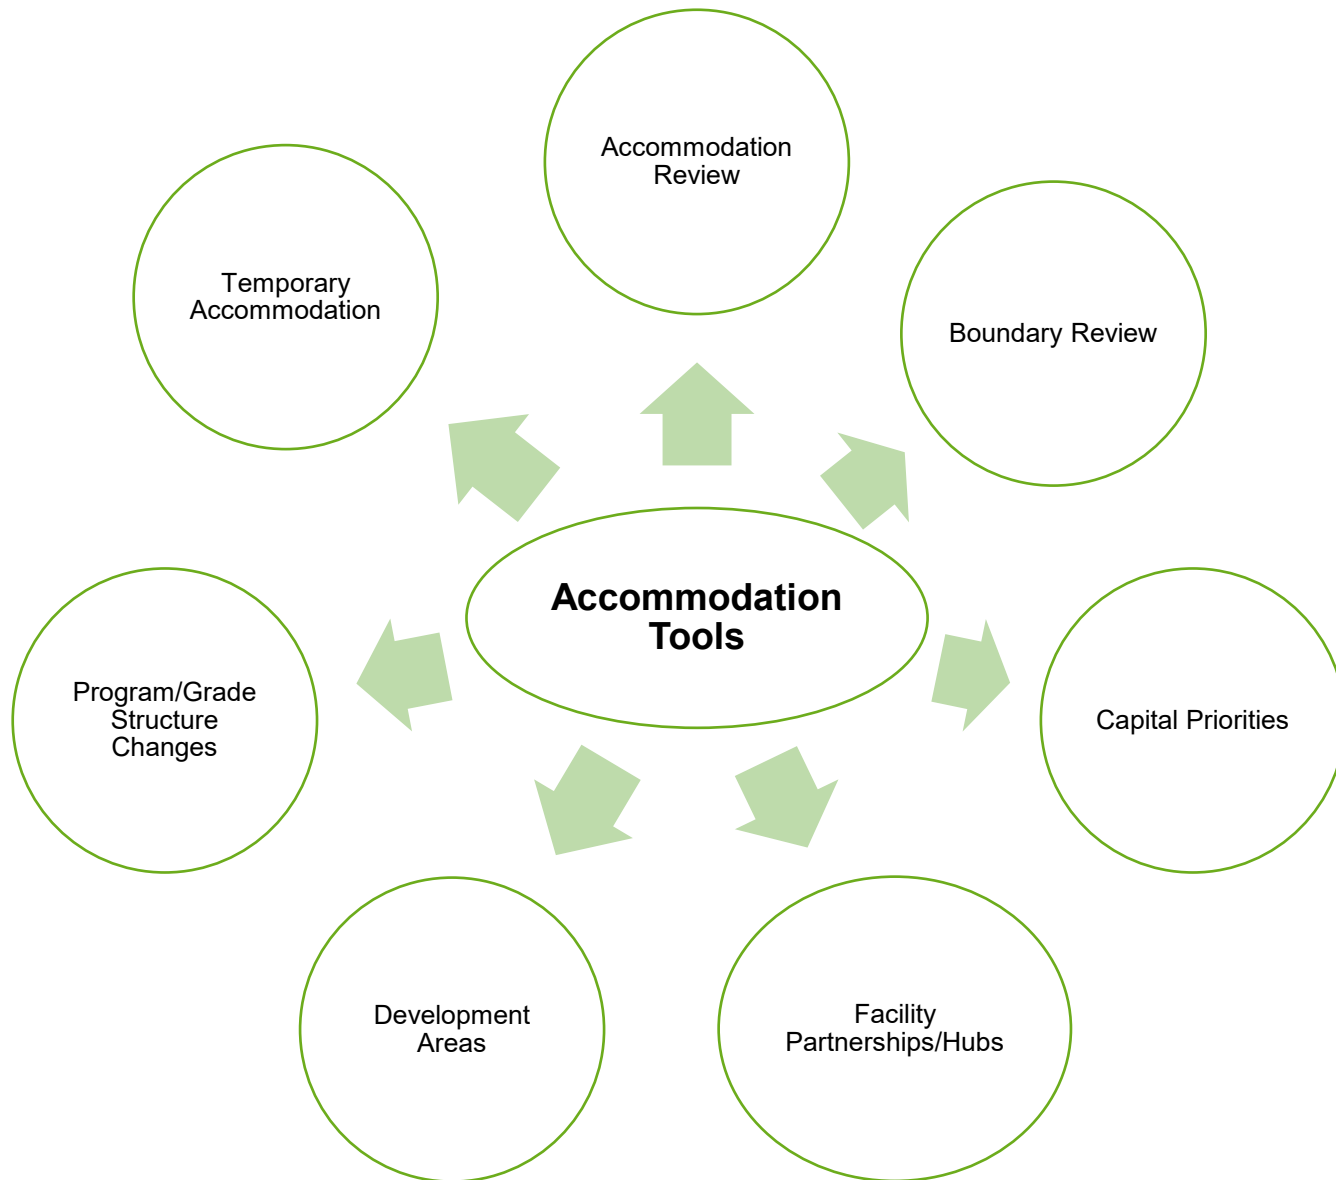 Accommodation
Review
Temporary
Accommodation
Boundary Review
Accommodation
Tools
Program/Grade
Structure
Changes
Capital Priorities
Development
Areas
Facility
Partnerships/Hubs